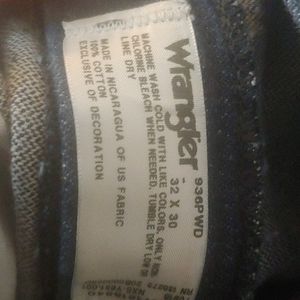 Wrangler
936PWD
32 X 30
MACHINE WASH COLD WITH LIKE COLORS, ONLY NON
CHLORINE BLEACH WHEN NEEDED, TUMBLE DRY LOW OR
LINE DRY
MADE IN NICARAGUA OF US FABRIC
100% COTTON
EXCLUSIVE OF DECORATION
RN